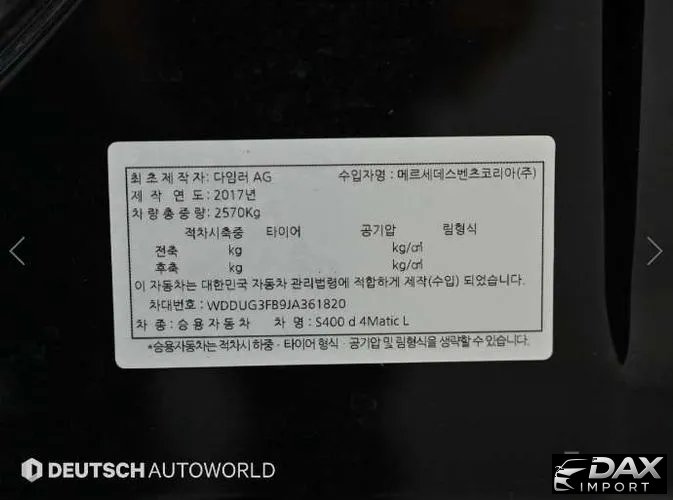 최초제작자: 다임러 AG 수입자명 : 메르세데스벤츠코리아(주)
제작 연도: 2017년
차량총중량: 2570Kg
적차시축중 타이어 공기압 림형식
전축 kg kg/㎠
후축 kg kg/㎠
이 자동차는 대한민국 자동차 관리법령에 적합하게 제작(수입) 되었습니다.
차대번호: WDDUG3FB9JA361820
차 종: 승용자동차 차 명: S400 d 4Matic L
*승용자동차는 적차시 하중 · 타이어 형식 · 공기압 및 림형식을 생략할 수 있습니다.
DEUTSCH AUTOWORLD
DAX
IMPORT